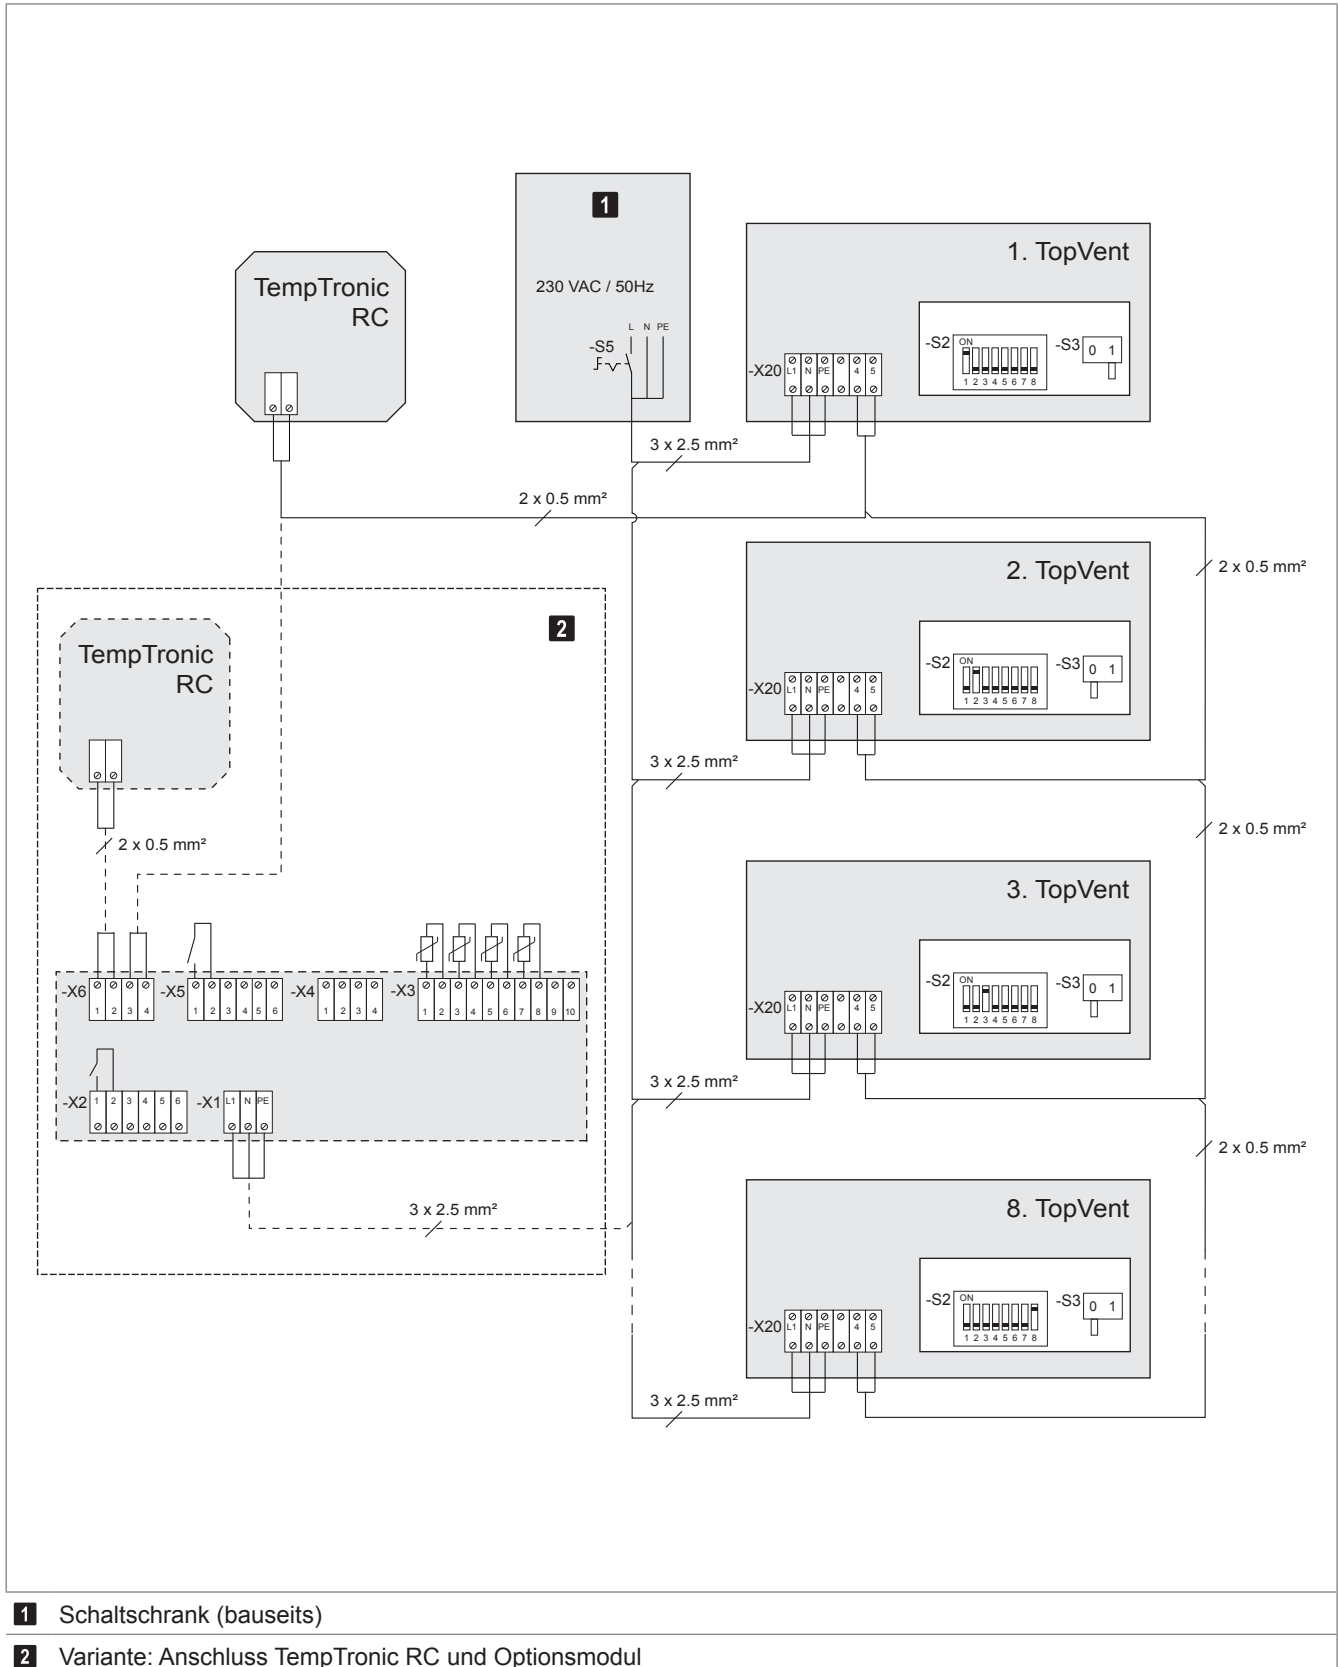 1
230 VAC / 50Hz
L N PE
-S5
TempTronic
RC
1. TopVent
-S2
ON
1 2 3 4 5 6 7 8
-S3
0 1
-X20
L1 N PE 4 5
3 x 2.5 mm²
2 x 0.5 mm²
2 x 0.5 mm²
2. TopVent
-S2
ON
1 2 3 4 5 6 7 8
-S3
0 1
-X20
L1 N PE 4 5
3 x 2.5 mm²
2 x 0.5 mm²
2
TempTronic
RC
2 x 0.5 mm²
3. TopVent
-S2
ON
1 2 3 4 5 6 7 8
-S3
0 1
-X20
L1 N PE 4 5
3 x 2.5 mm²
2 x 0.5 mm²
-X6
1 2 3 4
-X5
1 2 3 4 5 6
-X4
1 2 3 4
-X3
1 2 3 4 5 6 7 8 9 10
-X2
1 2 3 4 5 6
-X1
L1 N PE
3 x 2.5 mm²
8. TopVent
-S2
ON
1 2 3 4 5 6 7 8
-S3
0 1
-X20
L1 N PE 4 5
3 x 2.5 mm²
1 Schaltschrank (bauseits)
2 Variante: Anschluss TempTronic RC und Optionsmodul